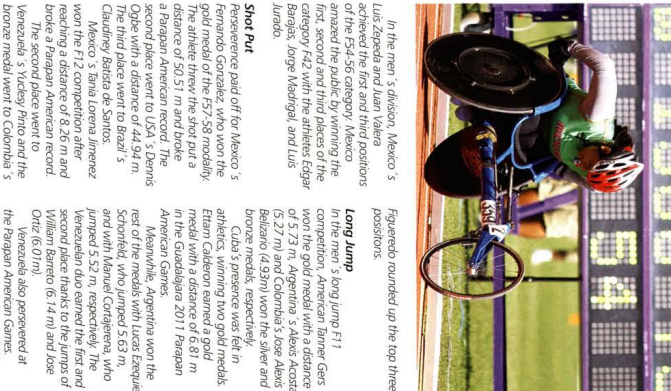 In the men´s division, Mexico´s
Luis Zepeda and Juan Valera
achieved the first and third positions
of the F54-56 category. Mexico
amazed the public by winning the
first, second and third places of the
category F42 with the athletes Edgar
Barajas, Jorge Madrigal, and Luis
Jurado.
Shot Put
Perseverance paid off for Mexico´s
Fernando González, who won the
gold medal of the F57-58 modality.
The athlete threw the shot put a
distance of 50.51 m and broke
a Parapan American record. The
second place went to USA´s Dennis
Ogbe with a distance of 44.94 m.
The third place went to Brazil´s
Claudiney Batista de Santos.
Mexico´s Tania Lorena Jimenez
won the F12 competition after
reaching a distance of 8.26 m and
broke a Parapan American record.
The second place went to
Venezuela´s Yuclesy Pinto and the
bronze medal went to Colombia´s
Figueredo rounded up the top three
posisitons.
Long Jump
In the men´s long jump F11
competition, American Tanner Gers
won the gold medal with a distance
of 5.73 m, Argentina´s Alexis Acosta
(5.27 m) and Colombia´s Jose Alexis
Belizario (4.93m) won the silver and
bronze medals, respectively.
Cuba´s presence was felt in
athletics, winning two gold medals.
Ettiam Calderon earned a gold
medal with a distance of 6.81 m
in the Guadalajara 2011 Parapan
American Games.
Meanwhile, Argentina won the
rest of the medals with Lucas Ezequie
Schonfeld, who jumped 5.63 m,
and with Manuel Cortajerena, who
jumped 5.52 m, respectively. The
Venezuelan duo earned the first and
second place thanks to the jumps of
William Barreto (6.14 m) and Jose
Ortiz (6.01m).
Venezuela also persevered at
the Parapan American Games.